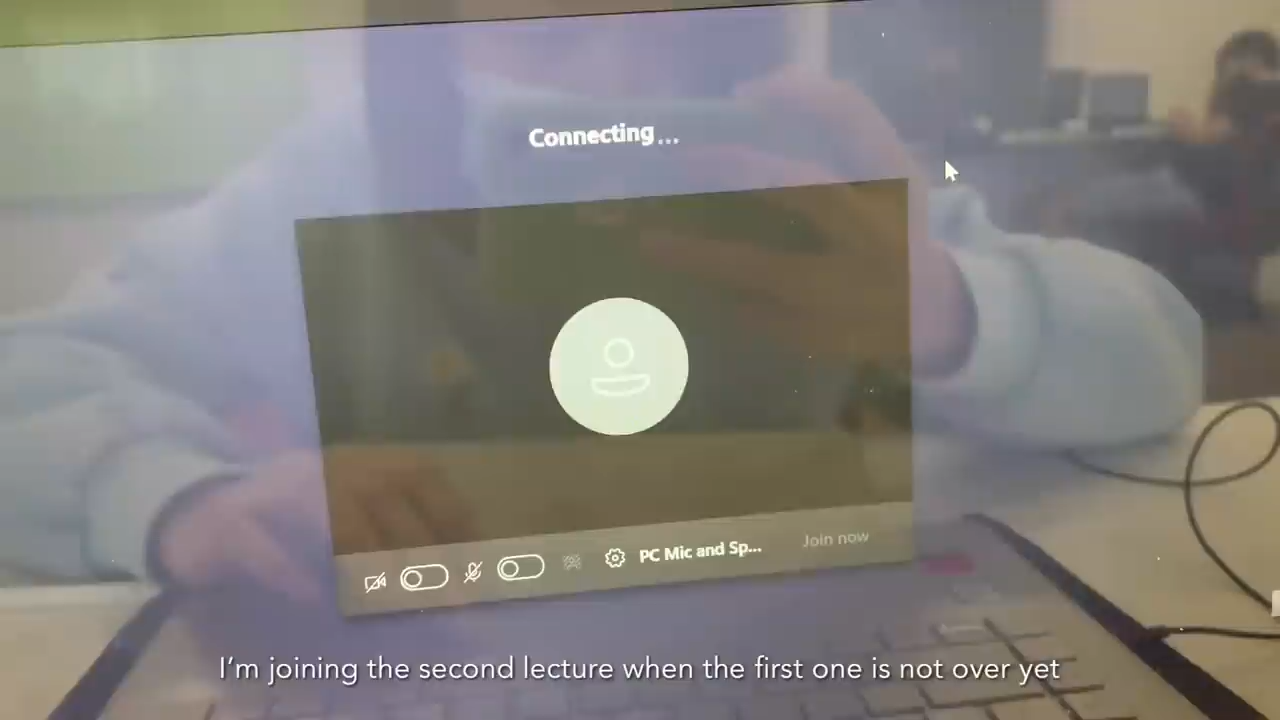 Connecting...
PC Mic and Sp...
Join now
I'm joining the second lecture when the first one is not over yet